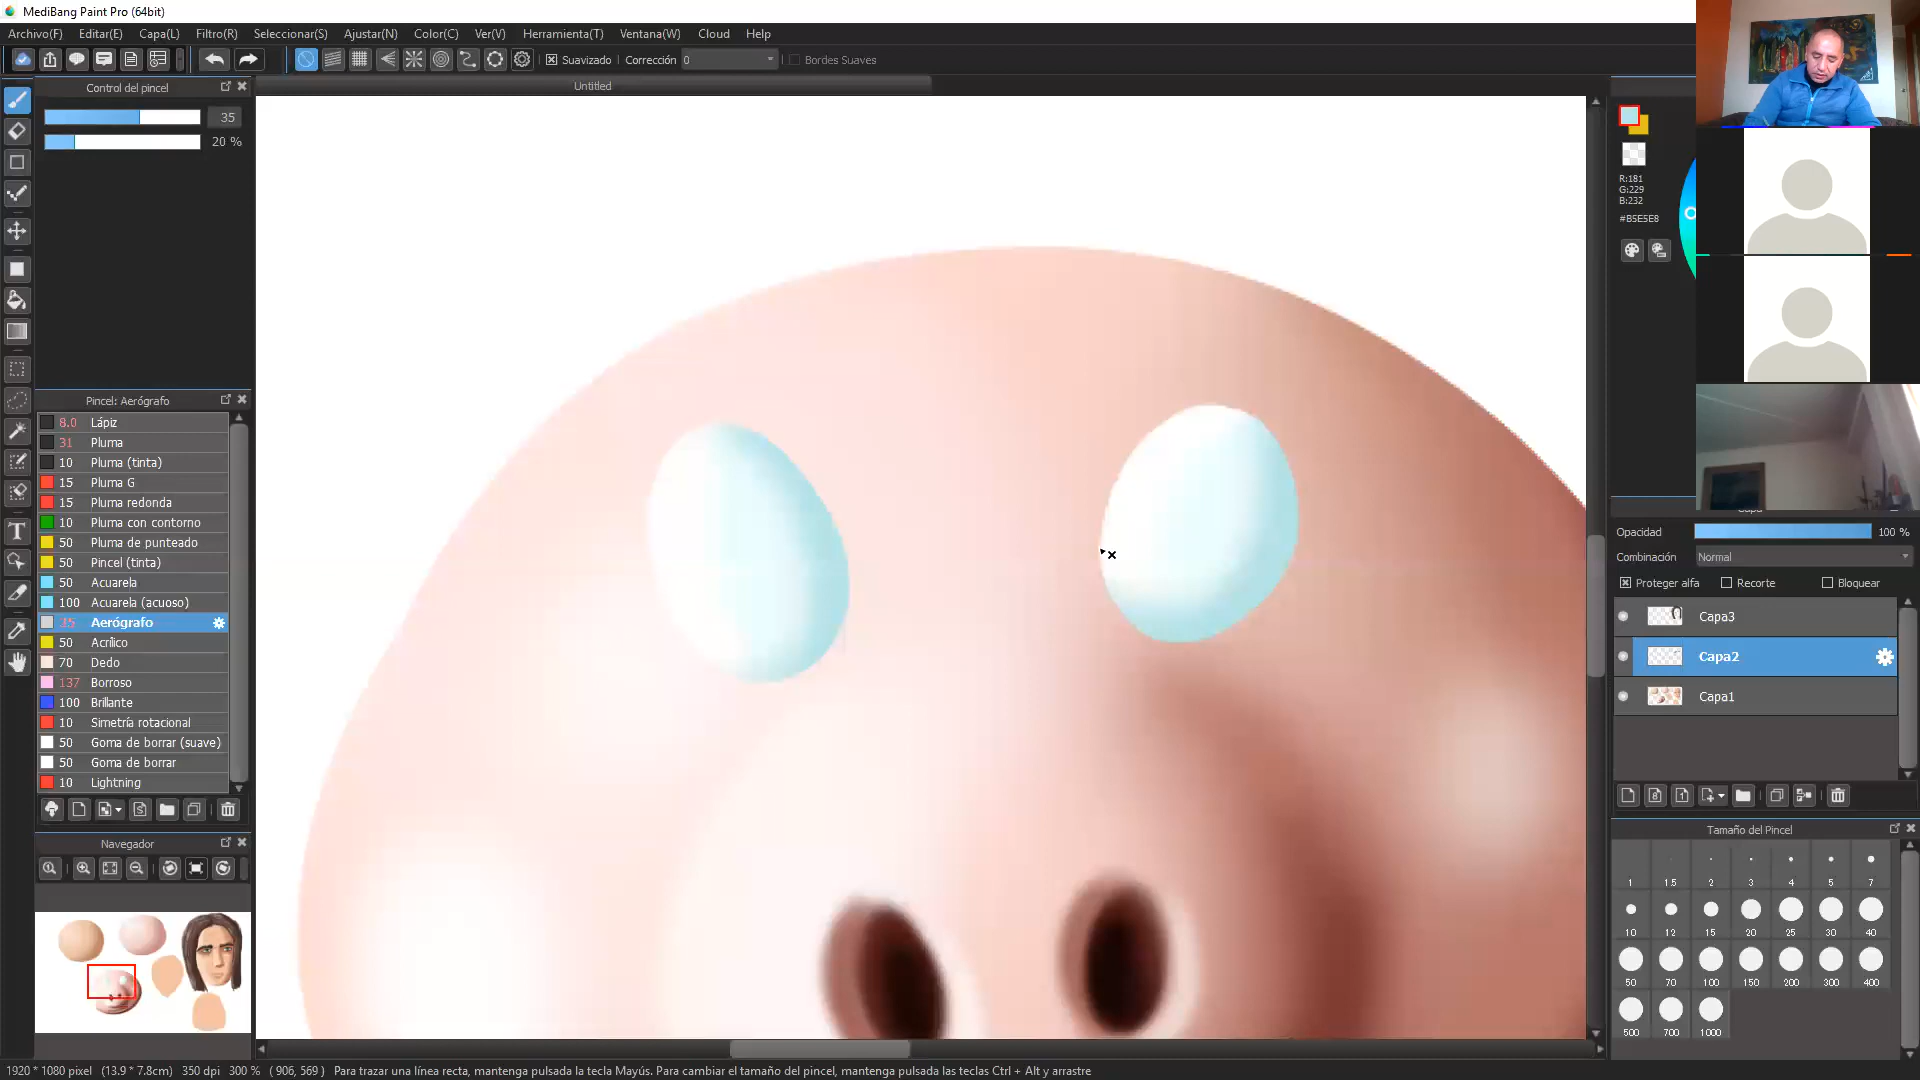 MediBang Paint Pro (64bit)
Archivo(F) Editar(E) Capa(L) Filtro(R) Seleccionar(S) Ajustar(N) Color(C) Ver(V) Herramienta(T) Ventana(W) Cloud Help
Suavizado Corrección 0 Bordes Suaves
Control del pincel
Untitled
35
20 %
R:181
G:229
B:232
#B5E5E8
Pincel: Aerógrafo
8.0 Lápiz
31 Pluma
10 Pluma (tinta)
15 Pluma G
15 Pluma redonda
10 Pluma con contorno
50 Pluma de punteado
50 Pincel (tinta)
50 Acuarela
100 Acuarela (acuoso)
35 Aerógrafo
50 Acrílico
70 Dedo
137 Borroso
100 Brillante
10 Simetría rotacional
50 Goma de borrar (suave)
50 Goma de borrar
10 Lightning
Navegador
Opacidad 100 %
Combinación Normal
Proteger alfa Recorte Bloquear
Capa3
Capa2
Capa1
Tamaño del Pincel
1 1.5 2 3 4 5 7
10 12 15 20 25 30 40
50 70 100 150 200 300 400
500 700 1000
1920 * 1080 pixel (13.9 * 7.8cm) 350 dpi 300 % ( 906, 569 ) Para trazar una línea recta, mantenga pulsada la tecla Mayús. Para cambiar el tamaño del pincel, mantenga pulsada las teclas Ctrl + Alt y arrastre